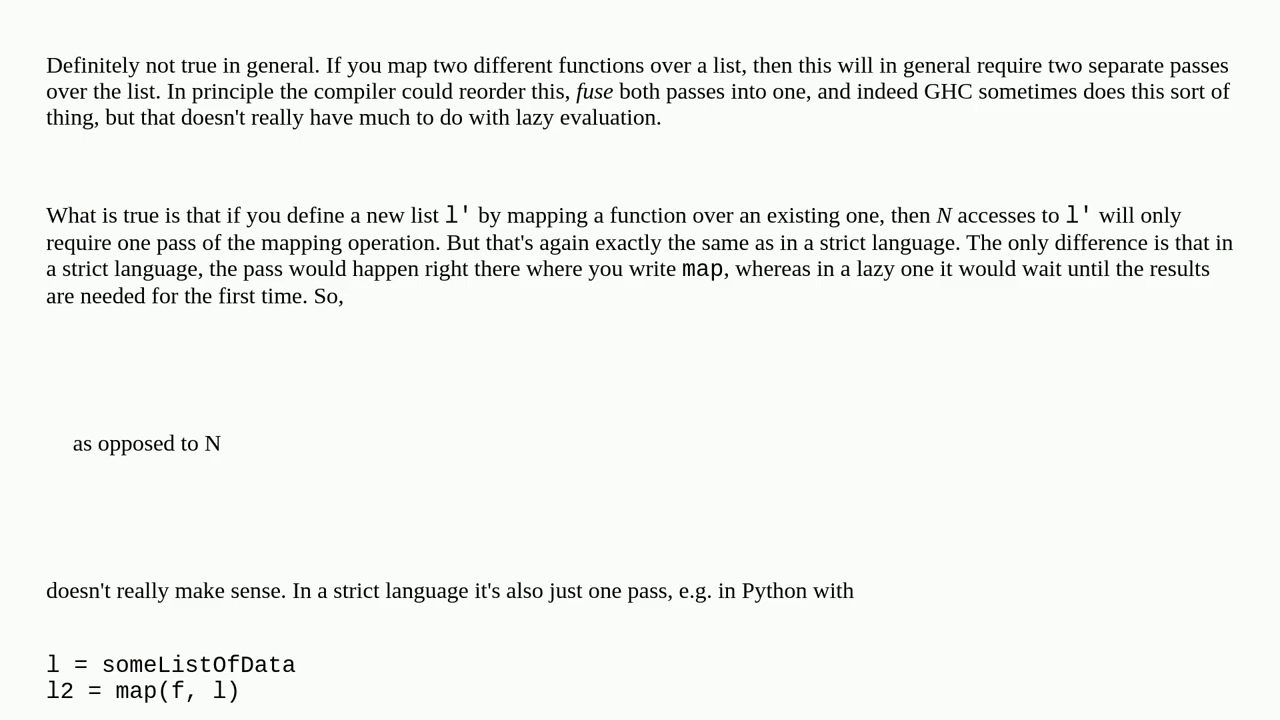 Definitely not true in general. If you map two different functions over a list, then this will in general require two separate passes
over the list. In principle the compiler could reorder this, fuse both passes into one, and indeed GHC sometimes does this sort of
thing, but that doesn't really have much to do with lazy evaluation.
What is true is that if you define a new list l' by mapping a function over an existing one, then N accesses to l' will only
require one pass of the mapping operation. But that's again exactly the same as in a strict language. The only difference is that in
a strict language, the pass would happen right there where you write map, whereas in a lazy one it would wait until the results
are needed for the first time. So,
as opposed to N
doesn't really make sense. In a strict language it's also just one pass, e.g. in Python with
l = someListOfData
l2 = map(f, l)